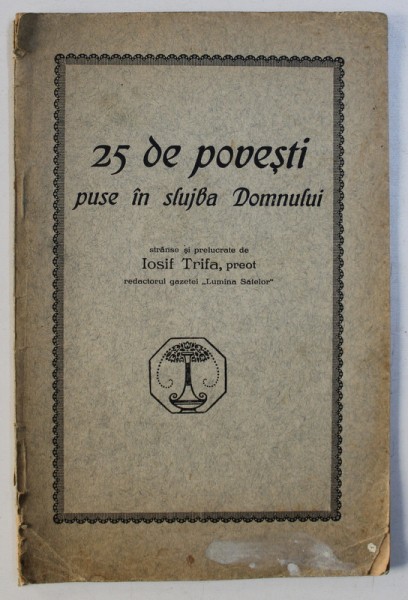 25 de povești
puse în slujba Domnului
strânse și prelucrate de
Iosif Trifa, preot
redactorul gazetei „Lumina Satelor“